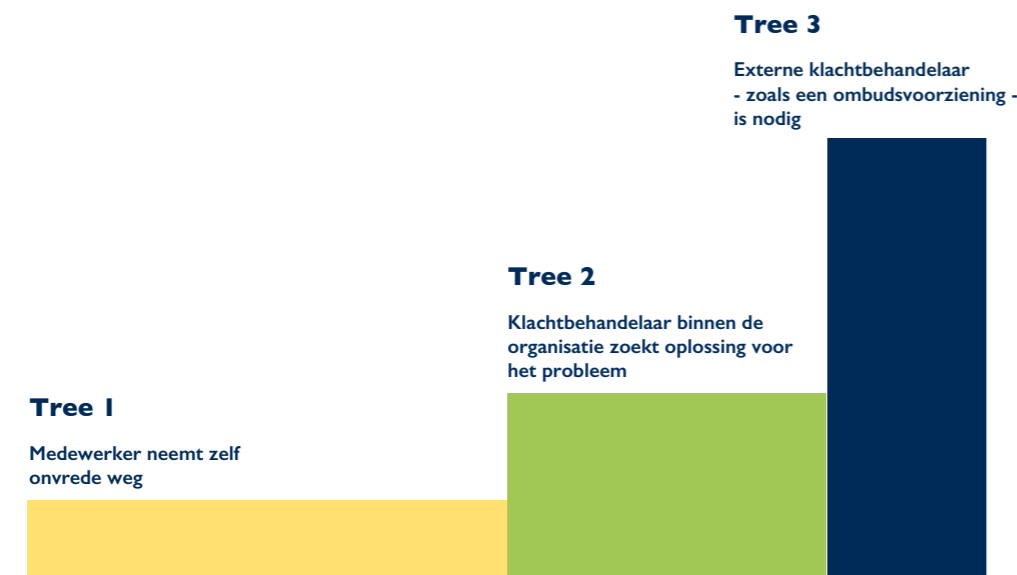 Tree 3
Externe klachtbehandelaar
- zoals een ombudsvoorziening -
is nodig
Tree 2
Klachtbehandelaar binnen de
organisatie zoekt oplossing voor
het probleem
Tree 1
Medewerker neemt zelf
onvrede weg